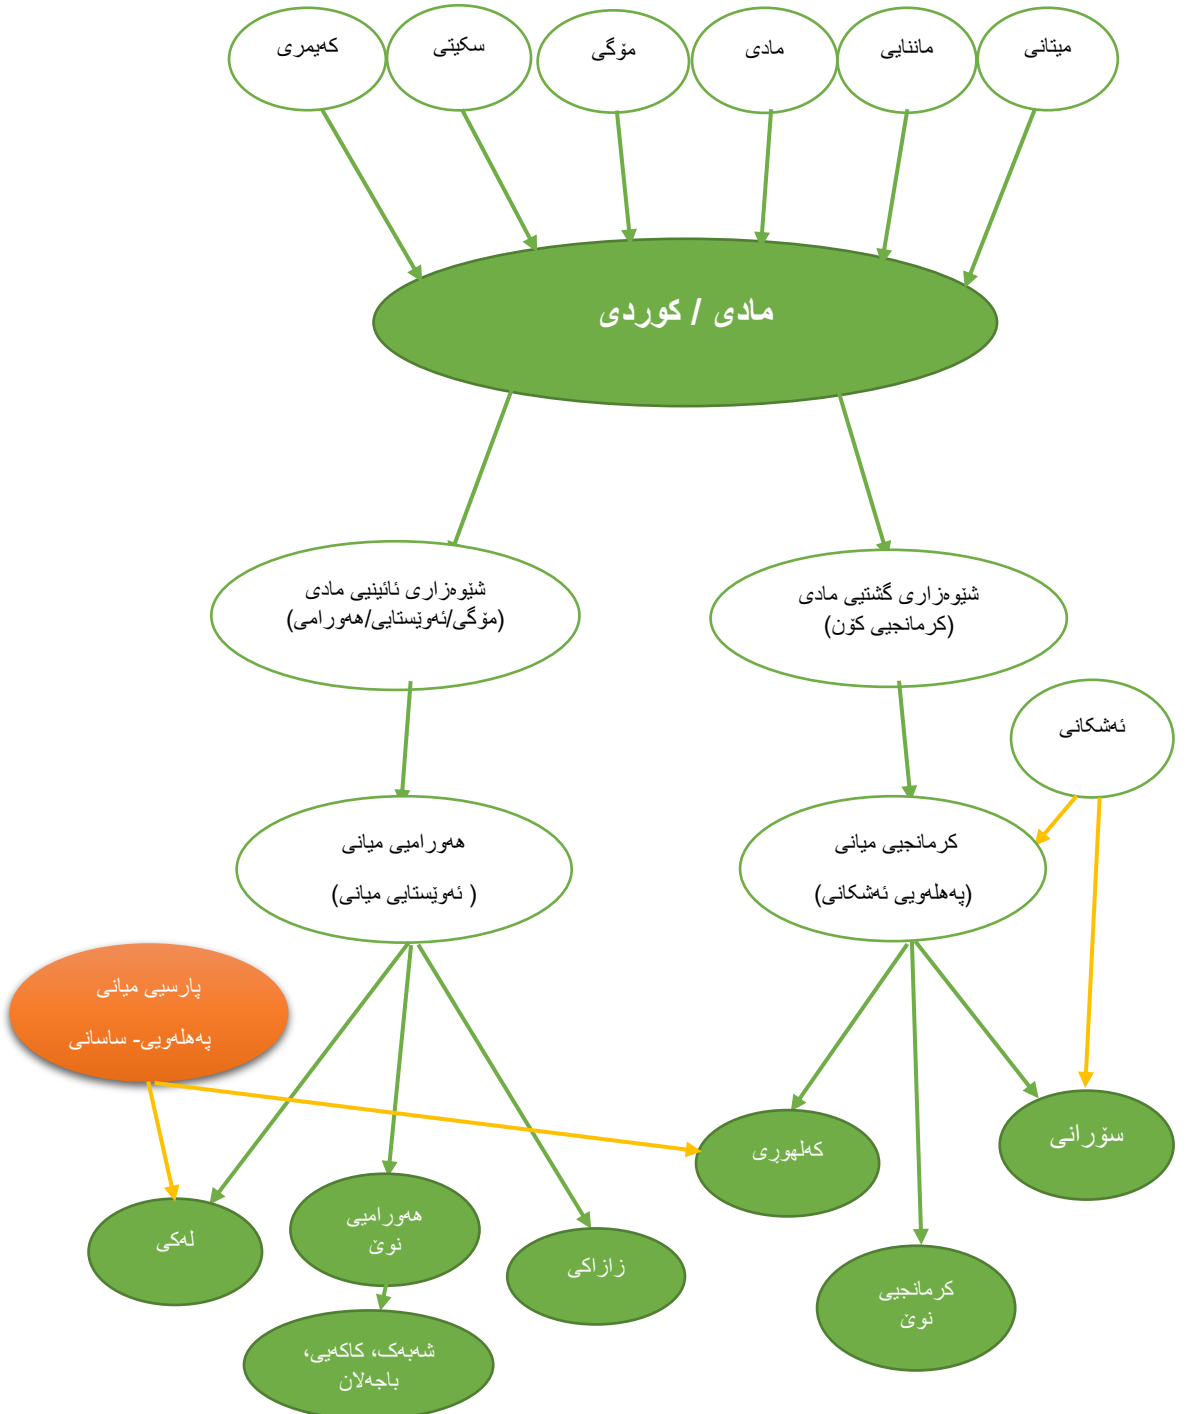 میتانی
ماننایی
مادی
مۆگی
سکیتی
کەیمری
مادی / کوردی
شێوەزاری گشتیی مادی
(کرمانجیی کۆن)
شێوەزاری ئائینیی مادی
(مۆگی/ئەوێستایی/هەورامی)
ئەشکانی
کرمانجیی میانی
(پەهلەویی ئەشکانی)
هەورامیی میانی
( ئەوێستایی میانی)
پارسیی میانی
پەهلەویی- ساسانی
سۆرانی
کەلهوڕی
کرمانجیی
نوێ
زازاکی
هەورامیی
نوێ
لەکی
شەبەک، کاکەیی،
باجەلان